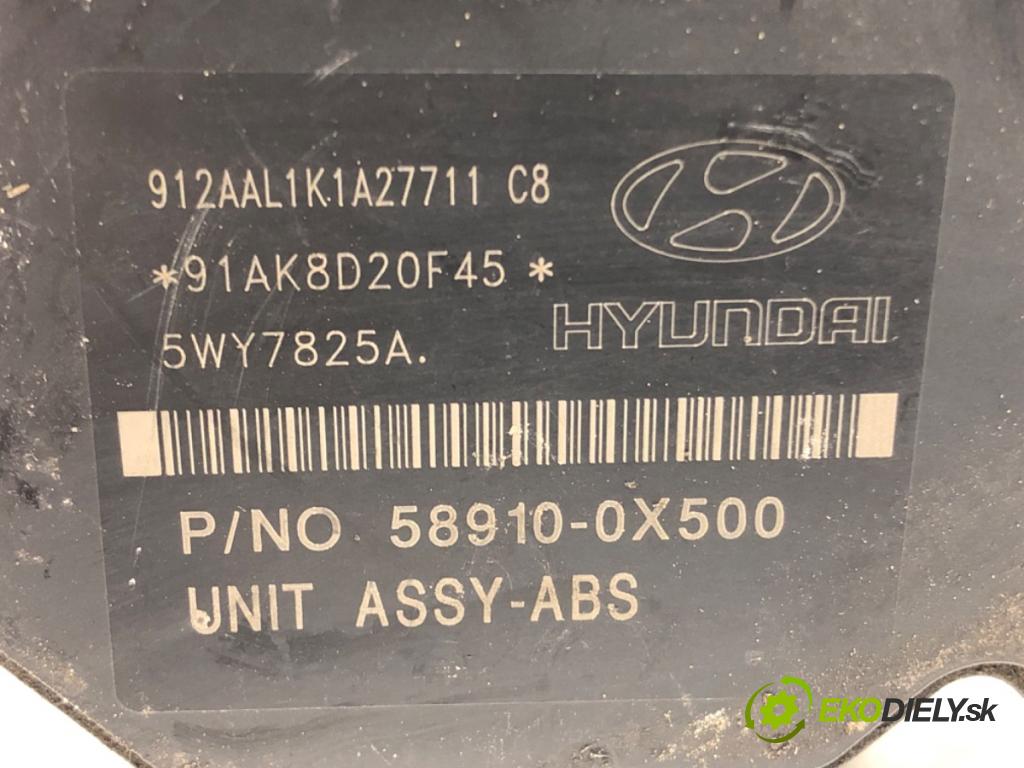 912AAL1K1A27711 C8
*91AK8D20F45 *
5WY7825A.
HYUNDAI
P/NO 58910-0X500
UNIT ASSY-ABS
EKODIELY.sk